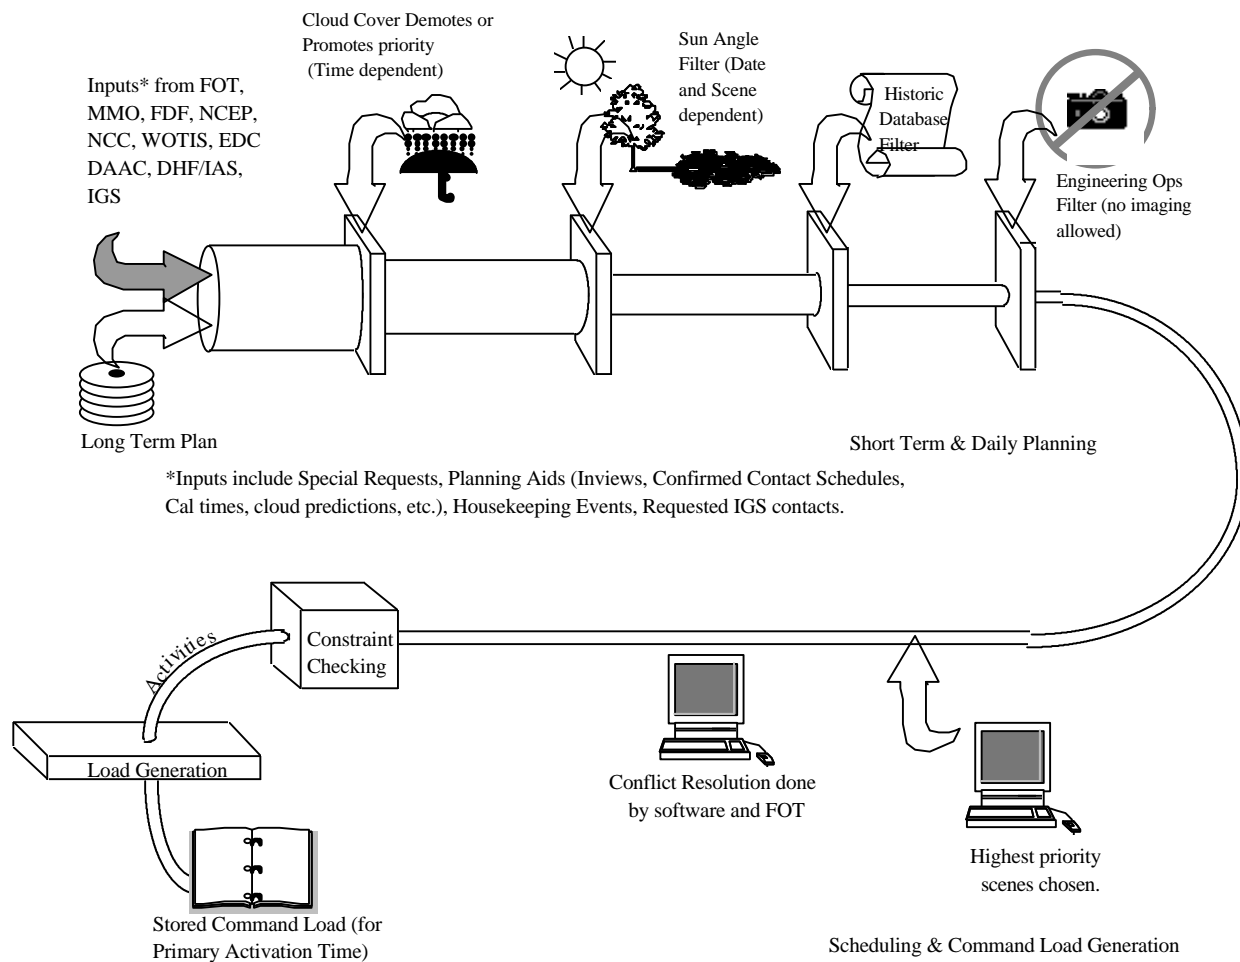 Cloud Cover Demotes or
Promotes priority
(Time dependent)
Sun Angle
Filter (Date
and Scene
dependent)
Inputs* from FOT,
MMO, FDF, NCEP,
NCC, WOTIS, EDC
DAAC, DHF/IAS,
IGS
Historic
Database
Filter
Engineering Ops
Filter (no imaging
allowed)
Long Term Plan
Short Term & Daily Planning
*Inputs include Special Requests, Planning Aids (Inviews, Confirmed Contact Schedules,
Cal times, cloud predictions, etc.), Housekeeping Events, Requested IGS contacts.
Activities
Constraint
Checking
Load Generation
Conflict Resolution done
by software and FOT
Highest priority
scenes chosen.
Stored Command Load (for
Primary Activation Time)
Scheduling & Command Load Generation